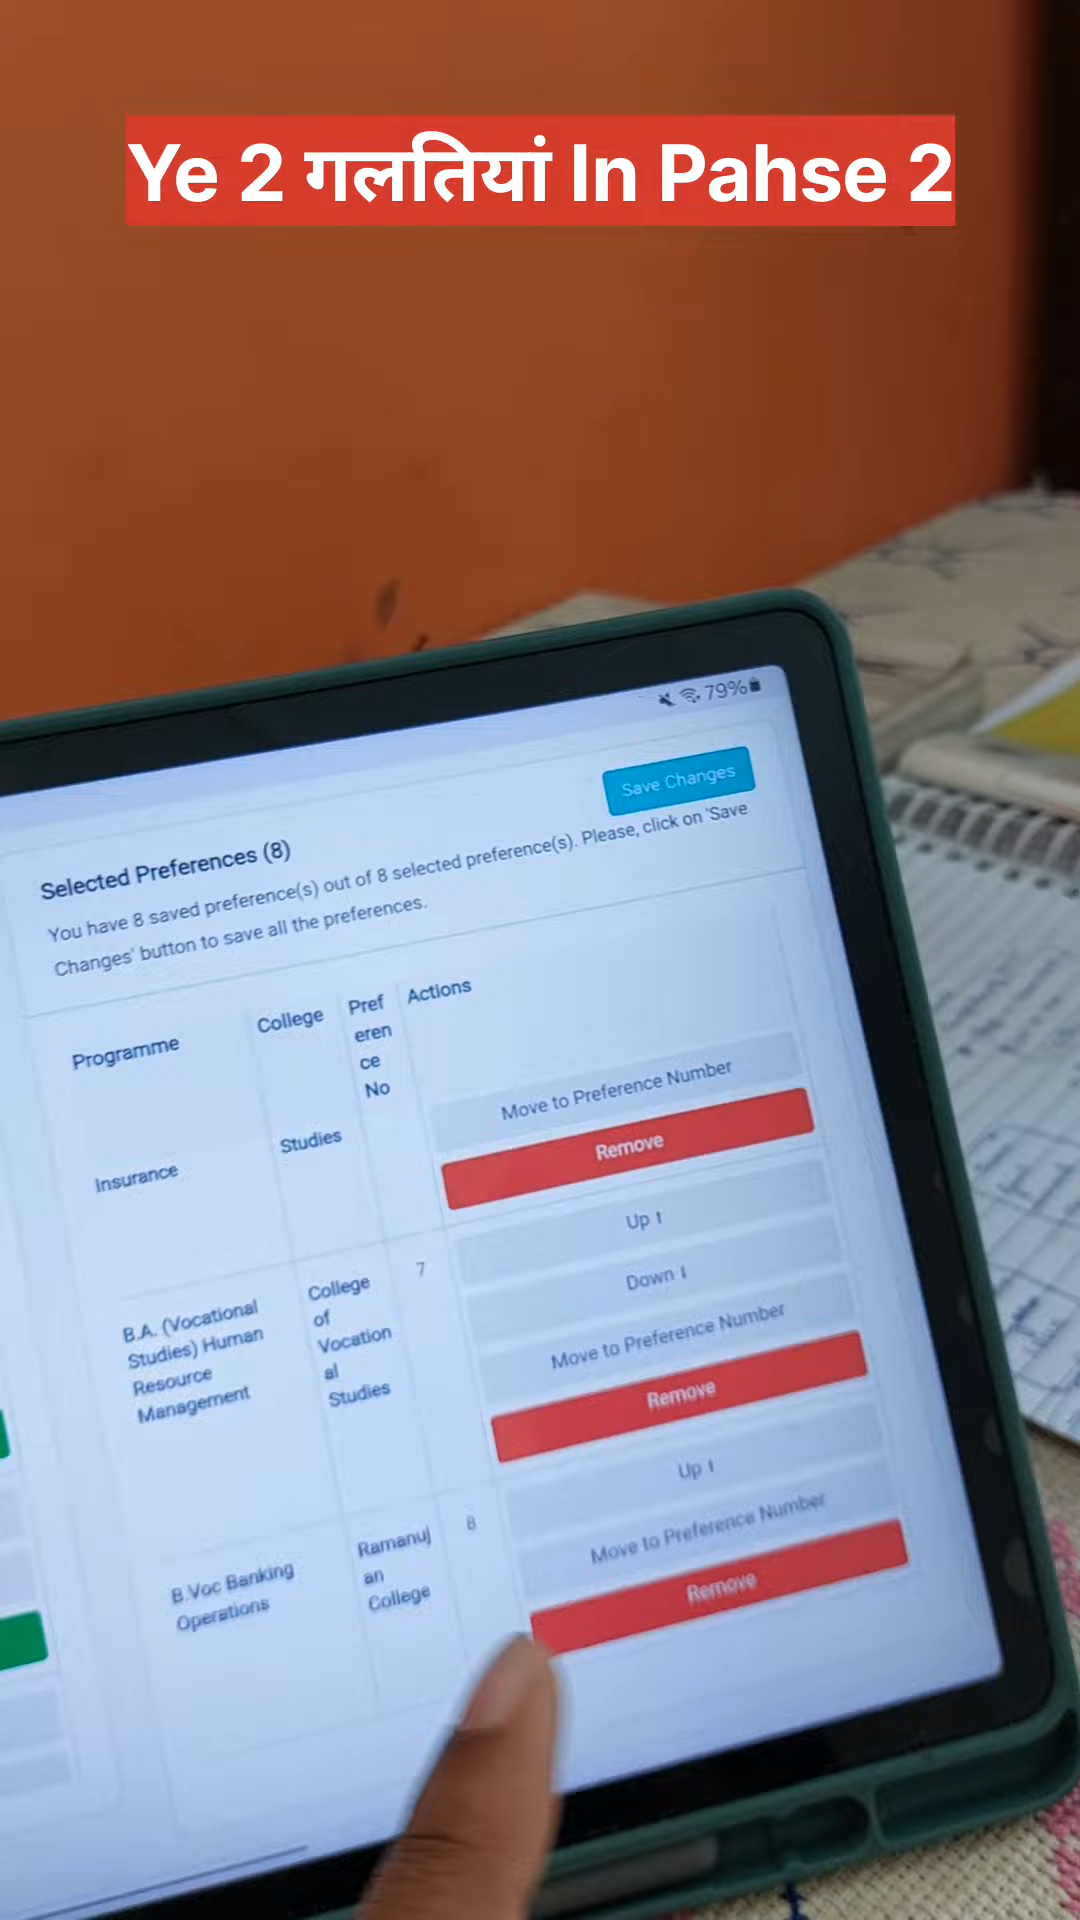 Ye 2 गलतियां In Pahse 2
79%
Save Changes
Selected Preferences (8)
You have 8 saved preference(s) out of 8 selected preference(s). Please, click on 'Save
Changes' button to save all the preferences.
Programme
College
Pref
eren
ce
No
Actions
Insurance
Studies
Move to Preference Number
Remove
B.A. (Vocational
Studies) Human
Resource
Management
College
of
Vocation
al
Studies
7
Up ⬆
Down ⬇
Move to Preference Number
Remove
B.Voc Banking
Operations
Ramanuj
an
College
8
Up ⬆
Move to Preference Number
Remove